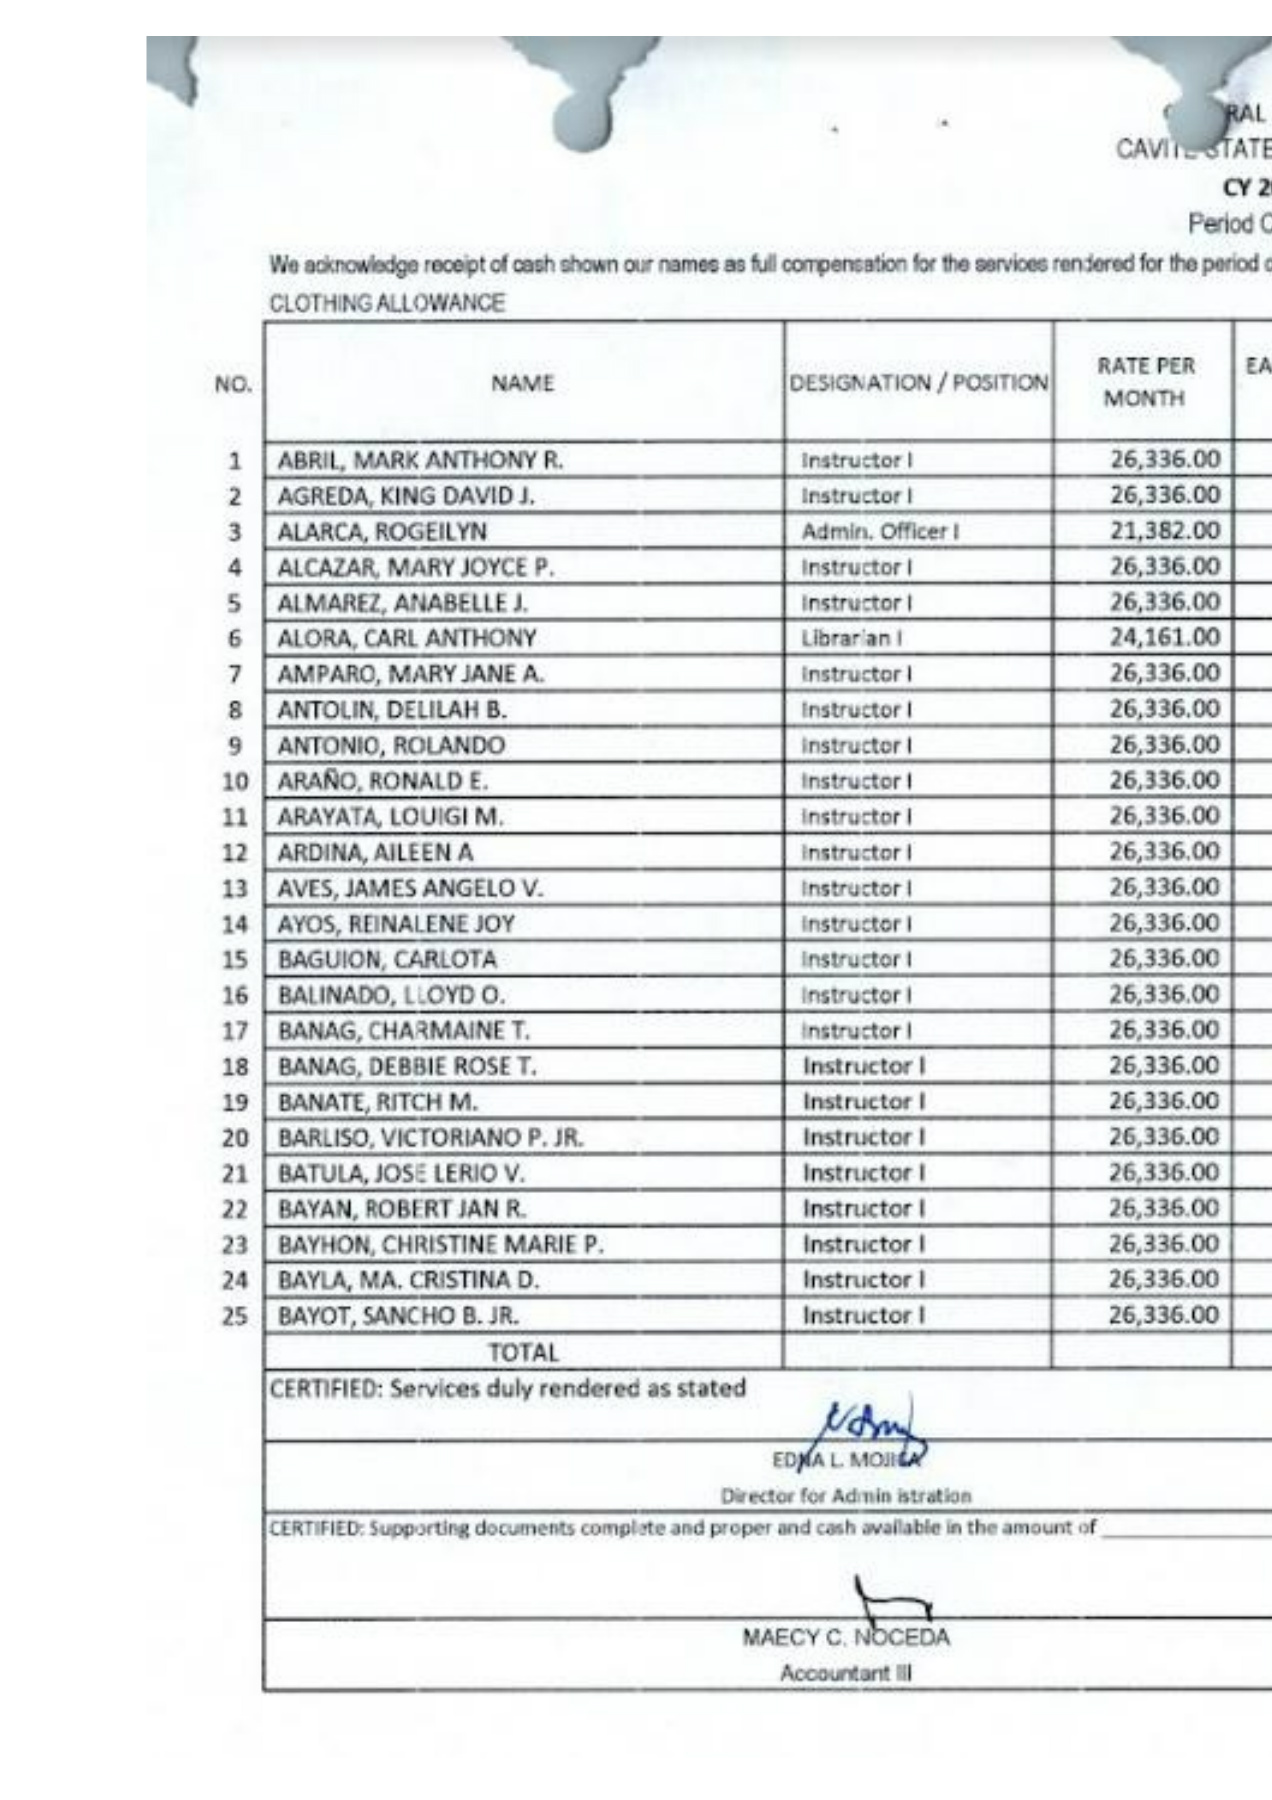 RAL
CAVITE STATE
CY 2
Period C
We acknowledge receipt of cash shown our names as full compensation for the services rendered for the period
CLOTHING ALLOWANCE
NO. NAME DESIGNATION / POSITION RATE PER MONTH EA
1 ABRIL, MARK ANTHONY R. Instructor I 26,336.00
2 AGREDA, KING DAVID J. Instructor I 26,336.00
3 ALARCA, ROGEILYN Admin. Officer I 21,382.00
4 ALCAZAR, MARY JOYCE P. Instructor I 26,336.00
5 ALMAREZ, ANABELLE J. Instructor I 26,336.00
6 ALORA, CARL ANTHONY Librarian I 24,161.00
7 AMPARO, MARY JANE A. Instructor I 26,336.00
8 ANTOLIN, DELILAH B. Instructor I 26,336.00
9 ANTONIO, ROLANDO Instructor I 26,336.00
10 ARAÑO, RONALD E. Instructor I 26,336.00
11 ARAYATA, LOUIGI M. Instructor I 26,336.00
12 ARDINA, AILEEN A Instructor I 26,336.00
13 AVES, JAMES ANGELO V. Instructor I 26,336.00
14 AYOS, REINALENE JOY Instructor I 26,336.00
15 BAGUION, CARLOTA Instructor I 26,336.00
16 BALINADO, LLOYD O. Instructor I 26,336.00
17 BANAG, CHARMAINE T. Instructor I 26,336.00
18 BANAG, DEBBIE ROSE T. Instructor I 26,336.00
19 BANATE, RITCH M. Instructor I 26,336.00
20 BARLISO, VICTORIANO P. JR. Instructor I 26,336.00
21 BATULA, JOSE LERIO V. Instructor I 26,336.00
22 BAYAN, ROBERT JAN R. Instructor I 26,336.00
23 BAYHON, CHRISTINE MARIE P. Instructor I 26,336.00
24 BAYLA, MA. CRISTINA D. Instructor I 26,336.00
25 BAYOT, SANCHO B. JR. Instructor I 26,336.00
TOTAL
CERTIFIED: Services duly rendered as stated
EDNA L. MOJICA
Director for Admin istration
CERTIFIED: Supporting documents complete and proper and cash available in the amount of
MAECY C. NOCEDA
Accountant III